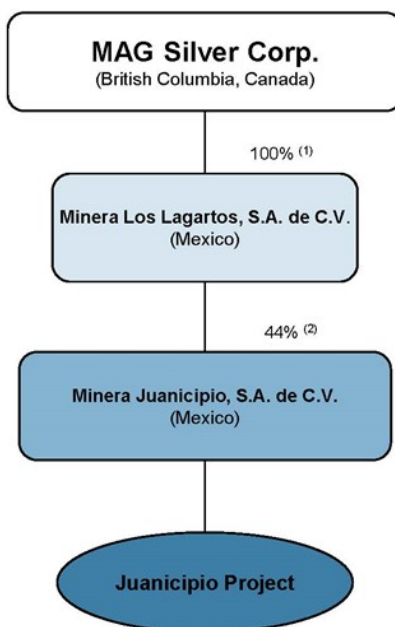 MAG Silver Corp.
(British Columbia, Canada)
100% (1)
Minera Los Lagartos, S.A. de C.V.
(Mexico)
44% (2)
Minera Juanicipio, S.A. de C.V.
(Mexico)
Juanicipio Project